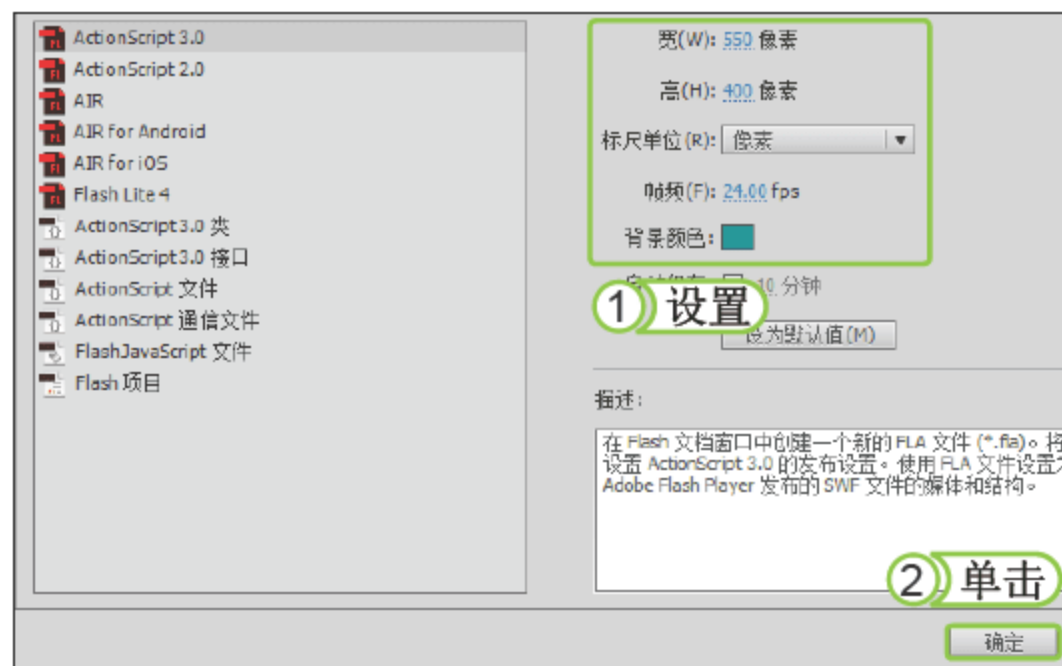 ActionScript 3.0
ActionScript 2.0
AIR
AIR for Android
AIR for iOS
Flash Lite 4
ActionScript 3.0 类
ActionScript 3.0 接口
ActionScript 文件
ActionScript 通信文件
FlashJavaScript 文件
Flash 项目
宽(W): 550 像素
高(H): 400 像素
标尺单位(R): 像素
帧频(F): 24.00 fps
背景颜色:
10 分钟
1 设置
设为默认值(M)
描述:
在 Flash 文档窗口中创建一个新的 FLA 文件 (*.fla)。将
设置 ActionScript 3.0 的发布设置。使用 FLA 文件设置
Adobe Flash Player 发布的 SWF 文件的媒体和结构。
2 单击
确定